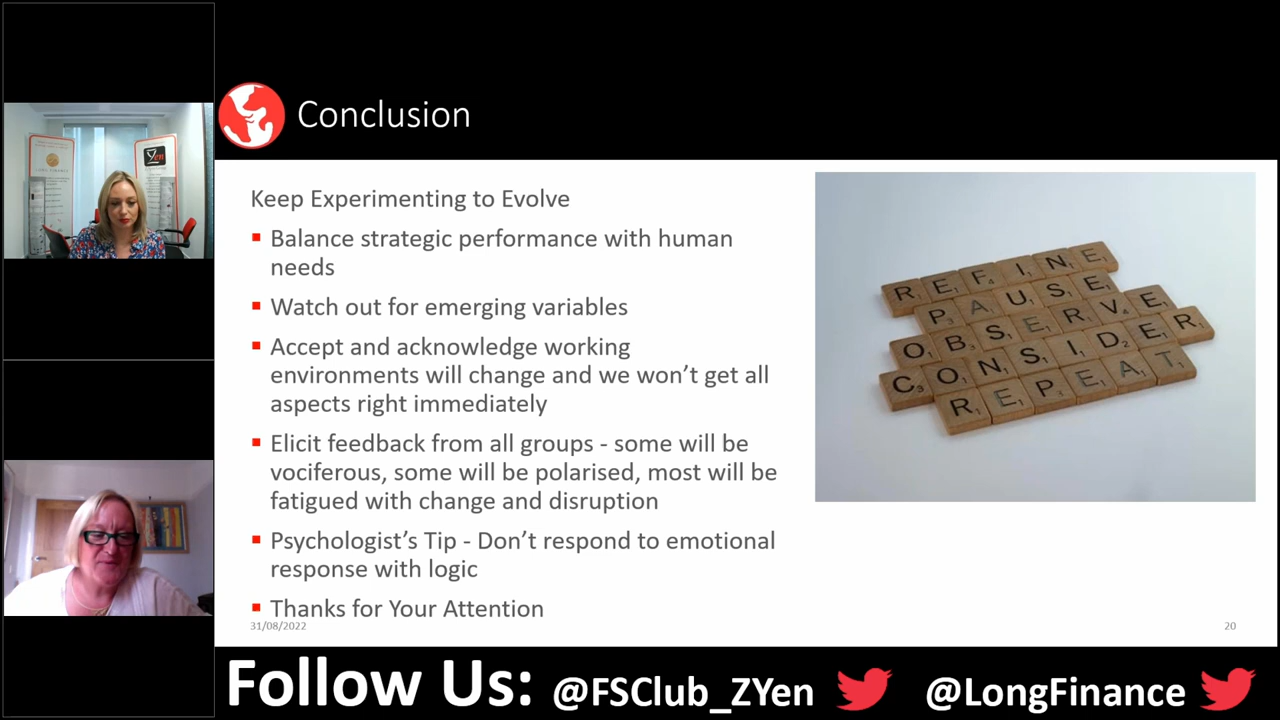 Conclusion
Keep Experimenting to Evolve
Balance strategic performance with human
needs
Watch out for emerging variables
Accept and acknowledge working
environments will change and we won’t get all
aspects right immediately
Elicit feedback from all groups - some will be
vociferous, some will be polarised, most will be
fatigued with change and disruption
Psychologist’s Tip - Don’t respond to emotional
response with logic
Thanks for Your Attention
31/08/2022
20
REFINE
PAUSE
OBSERVE
CONSIDER
REPEAT
LONG FINANCE
Zyen
Follow Us: @FSClub_ZYen @LongFinance